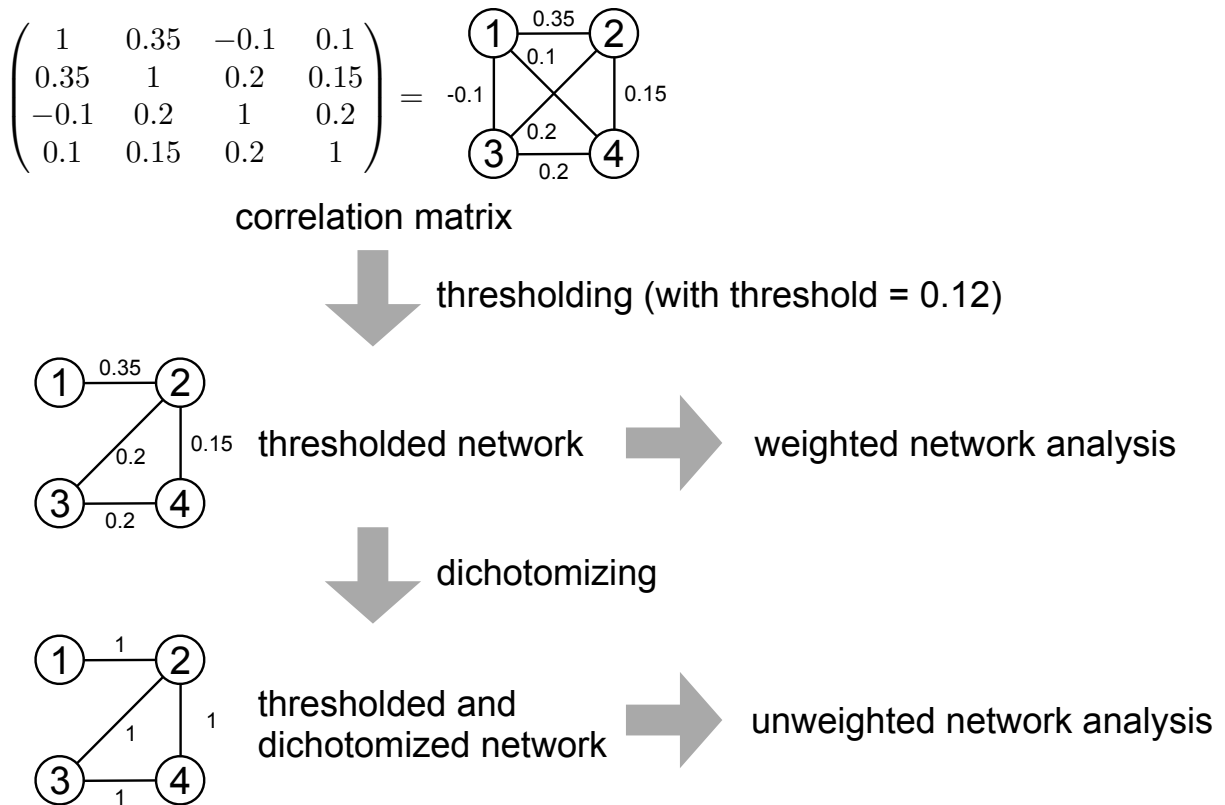 1 0.35 −0.1 0.1
0.35 1 0.2 0.15
−0.1 0.2 1 0.2
0.1 0.15 0.2 1
=
1 0.35 2
0.1
-0.1 0.15
0.2
3 0.2 4
correlation matrix
thresholding (with threshold = 0.12)
1 0.35 2
0.2 0.15
3 0.2 4
thresholded network
weighted network analysis
dichotomizing
1 1 2
1 1
3 1 4
thresholded and
dichotomized network
unweighted network analysis